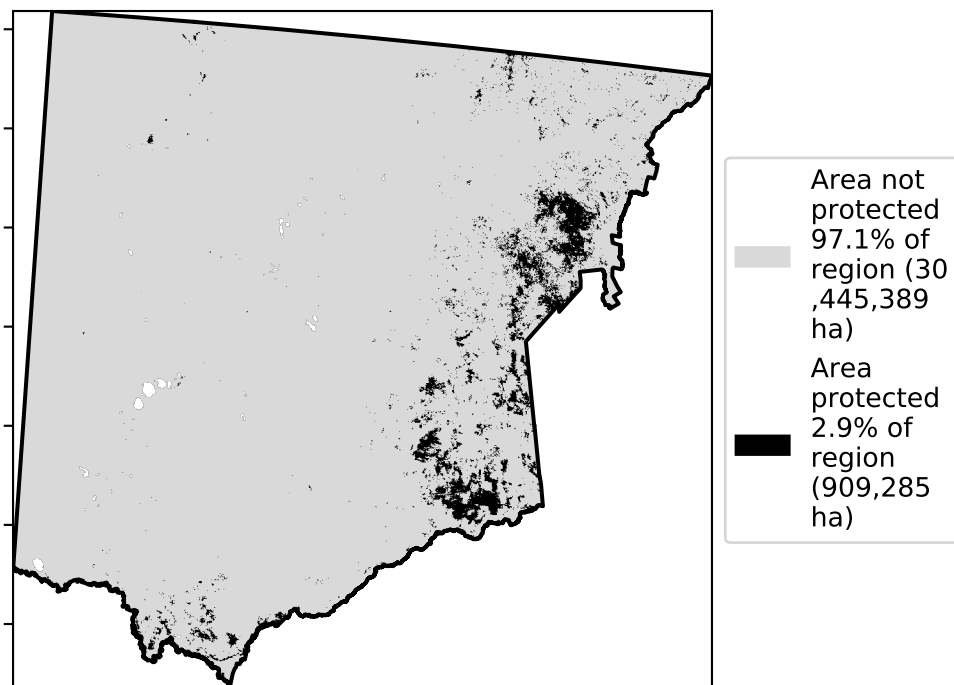 Area not
protected
97.1% of
region (30
,445,389
ha)
Area
protected
2.9% of
region
(909,285
ha)